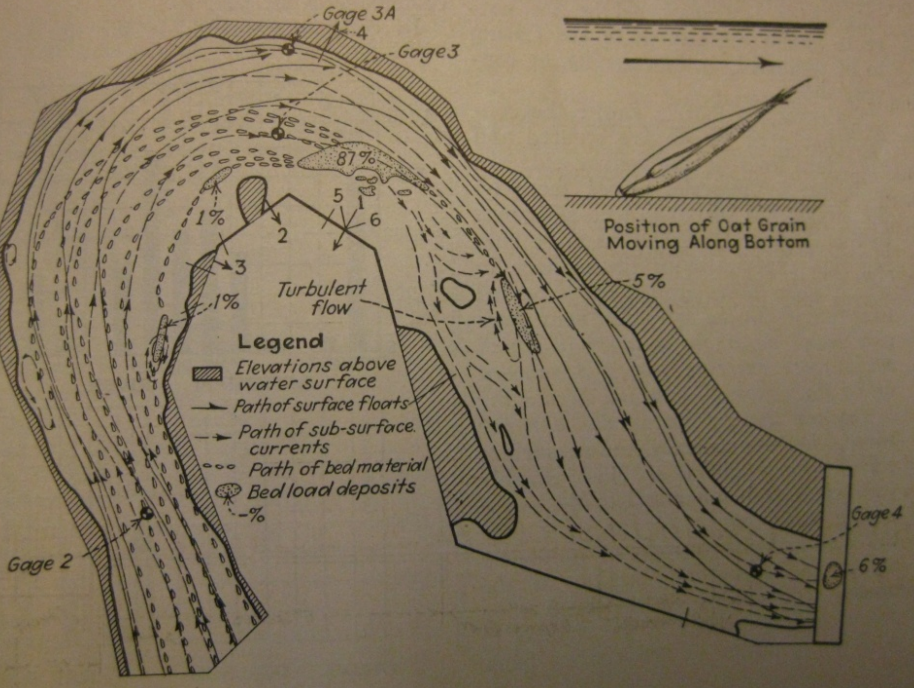 Gage 3A
4
Gage 3
87%
1%
5
1
6
2
3
1%
Position of Oat Grain
Moving Along Bottom
5%
Turbulent
flow
Legend
Elevations above
water surface
Path of surface floats
Path of sub-surface
currents
Path of bed material
Bed load deposits
-%
Gage 2
Gage 4
6%